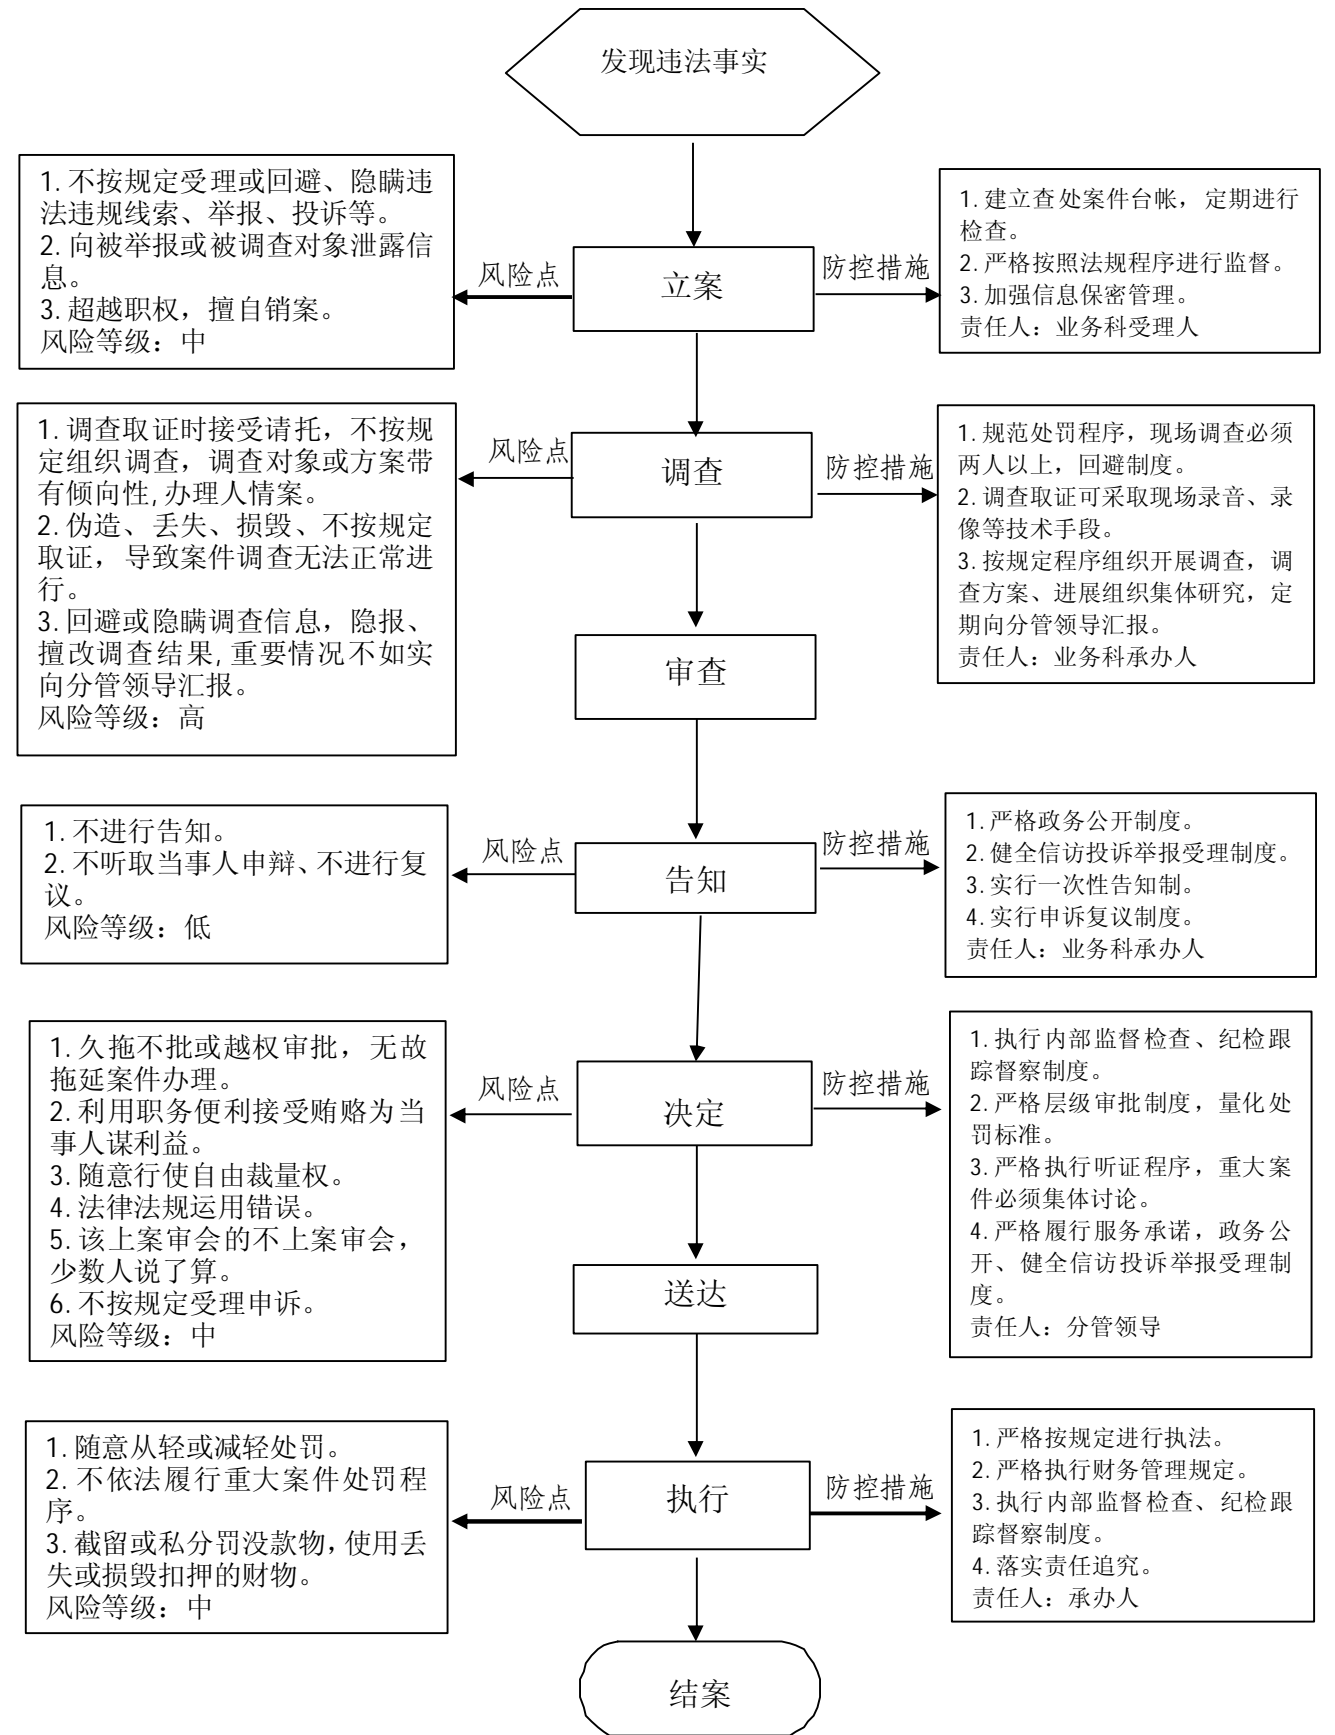 发现违法事实
1.不按规定受理或回避、隐瞒违
法违规线索、举报、投诉等。
2.向被举报或被调查对象泄露信
息。
3.超越职权，擅自销案。
风险等级：中
风险点
立案
防控措施
1.建立查处案件台帐，定期进行
检查。
2.严格按照法规程序进行监督。
3.加强信息保密管理。
责任人：业务科受理人
1.调查取证时接受请托，不按规
定组织调查，调查对象或方案带
有倾向性,办理人情案。
2.伪造、丢失、损毁、不按规定
取证，导致案件调查无法正常进
行。
3.回避或隐瞒调查信息，隐报、
擅改调查结果,重要情况不如实
向分管领导汇报。
风险等级：高
风险点
调查
防控措施
1.规范处罚程序，现场调查必须
两人以上，回避制度。
2.调查取证可采取现场录音、录
像等技术手段。
3.按规定程序组织开展调查，调
查方案、进展组织集体研究，定
期向分管领导汇报。
责任人：业务科承办人
审查
1.不进行告知。
2.不听取当事人申辩、不进行复
议。
风险等级：低
风险点
告知
防控措施
1.严格政务公开制度。
2.健全信访投诉举报受理制度。
3.实行一次性告知制。
4.实行申诉复议制度。
责任人：业务科承办人
1.久拖不批或越权审批，无故
拖延案件办理。
2.利用职务便利接受贿赂为当
事人谋利益。
3.随意行使自由裁量权。
4.法律法规运用错误。
5.该上案审会的不上案审会，
少数人说了算。
6.不按规定受理申诉。
风险等级：中
风险点
决定
防控措施
1.执行内部监督检查、纪检跟
踪督察制度。
2.严格层级审批制度，量化处
罚标准。
3.严格执行听证程序，重大案
件必须集体讨论。
4.严格履行服务承诺，政务公
开、健全信访投诉举报受理制
度。
责任人：分管领导
送达
1.随意从轻或减轻处罚。
2.不依法履行重大案件处罚程
序。
3.截留或私分罚没款物，使用丢
失或损毁扣押的财物。
风险等级：中
风险点
执行
防控措施
1.严格按规定进行执法。
2.严格执行财务管理规定。
3.执行内部监督检查、纪检跟
踪督察制度。
4.落实责任追究。
责任人：承办人
结案